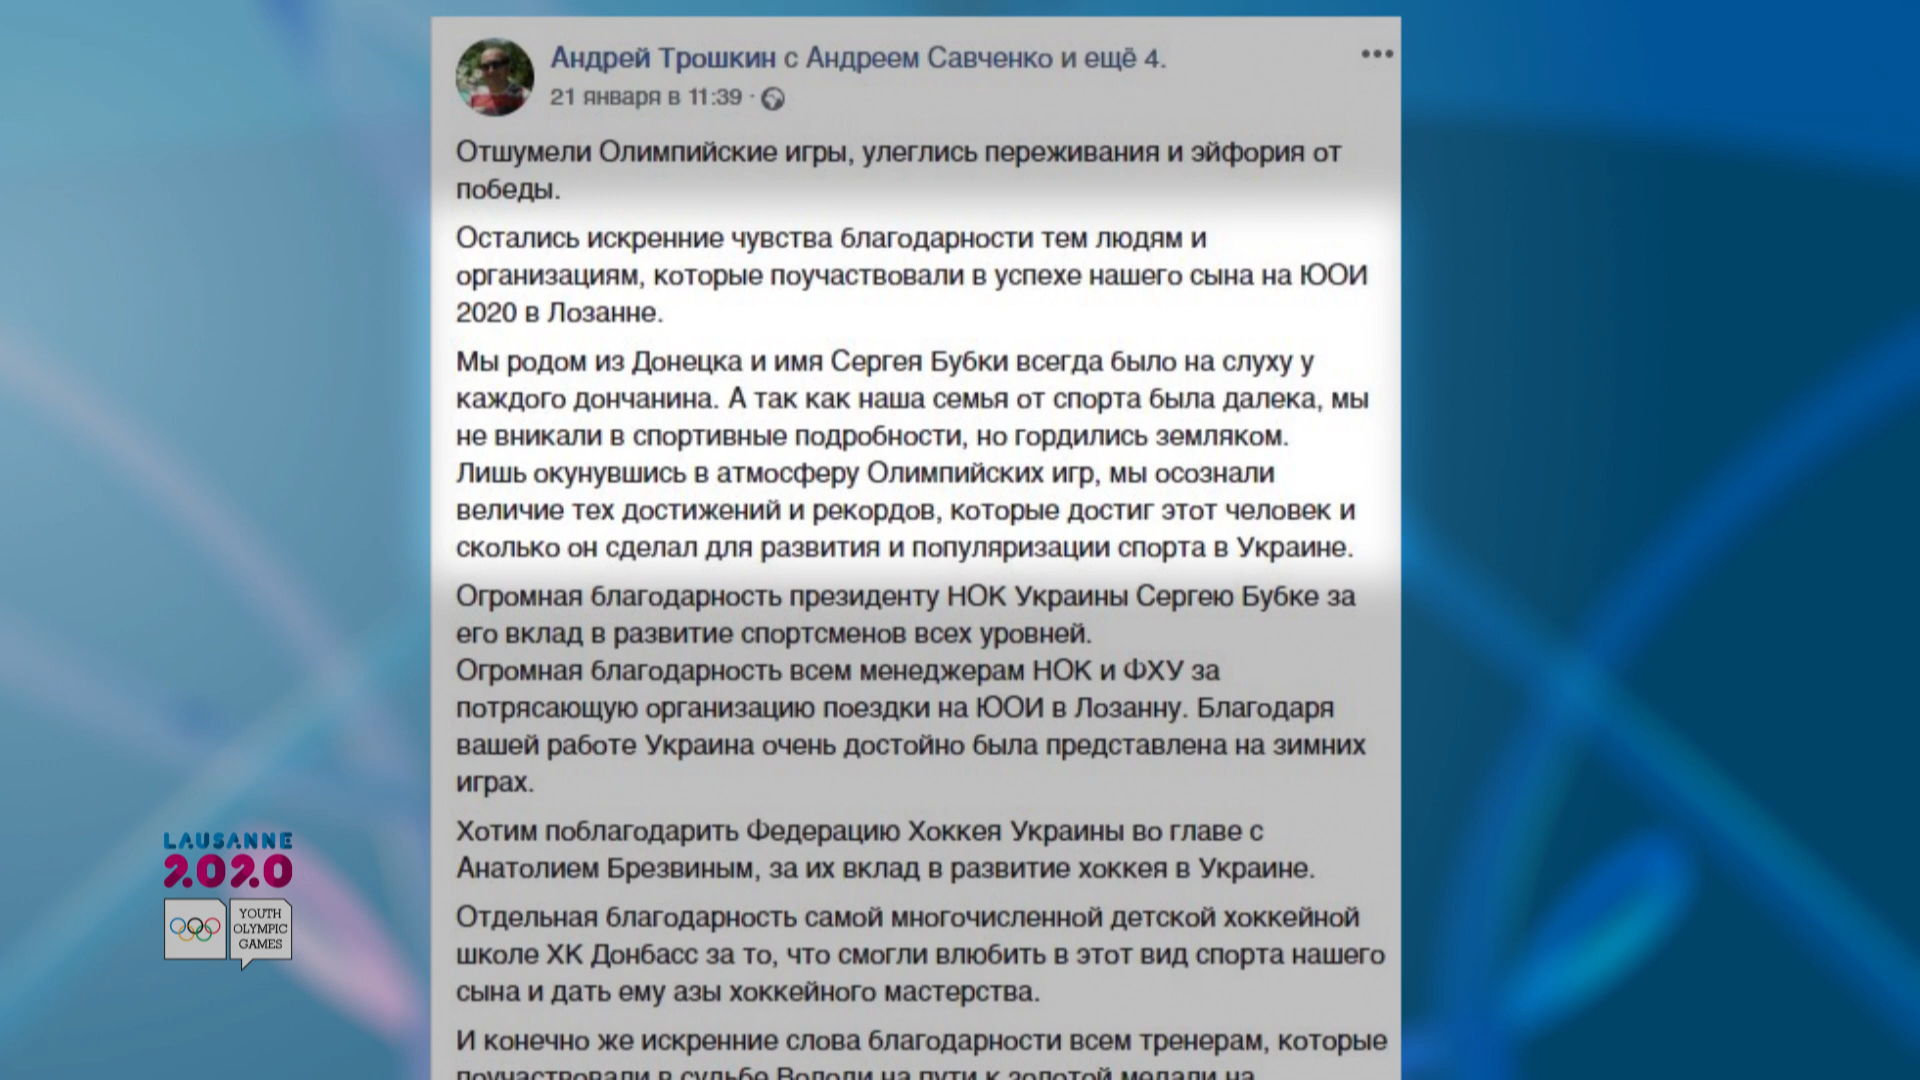 Андрей Трошкин с Андреем Савченко и ещё 4.
21 января в 11:39 ·
Отшумели Олимпийские игры, улеглись переживания и эйфория от
победы.
Остались искренние чувства благодарности тем людям и
организациям, которые поучаствовали в успехе нашего сына на ЮОИ
2020 в Лозанне.
Мы родом из Донецка и имя Сергея Бубки всегда было на слуху у
каждого дончанина. А так как наша семья от спорта была далека, мы
не вникали в спортивные подробности, но гордились земляком.
Лишь окунувшись в атмосферу Олимпийских игр, мы осознали
величие тех достижений и рекордов, которые достиг этот человек и
сколько он сделал для развития и популяризации спорта в Украине.
Огромная благодарность президенту НОК Украины Сергею Бубке за
его вклад в развитие спортсменов всех уровней.
Огромная благодарность всем менеджерам НОК и ФХУ за
потрясающую организацию поездки на ЮОИ в Лозанну. Благодаря
вашей работе Украина очень достойно была представлена на зимних
играх.
Хотим поблагодарить Федерацию Хоккея Украины во главе с
Анатолием Брезвиным, за их вклад в развитие хоккея в Украине.
Отдельная благодарность самой многочисленной детской хоккейной
школе ХК Донбасс за то, что смогли влюбить в этот вид спорта нашего
сына и дать ему азы хоккейного мастерства.
И конечно же искренние слова благодарности всем тренерам, которые
поучаствовали в судьбе Володи на пути к золотой медали на
LAUSANNE
2020
YOUTH
OLYMPIC
GAMES